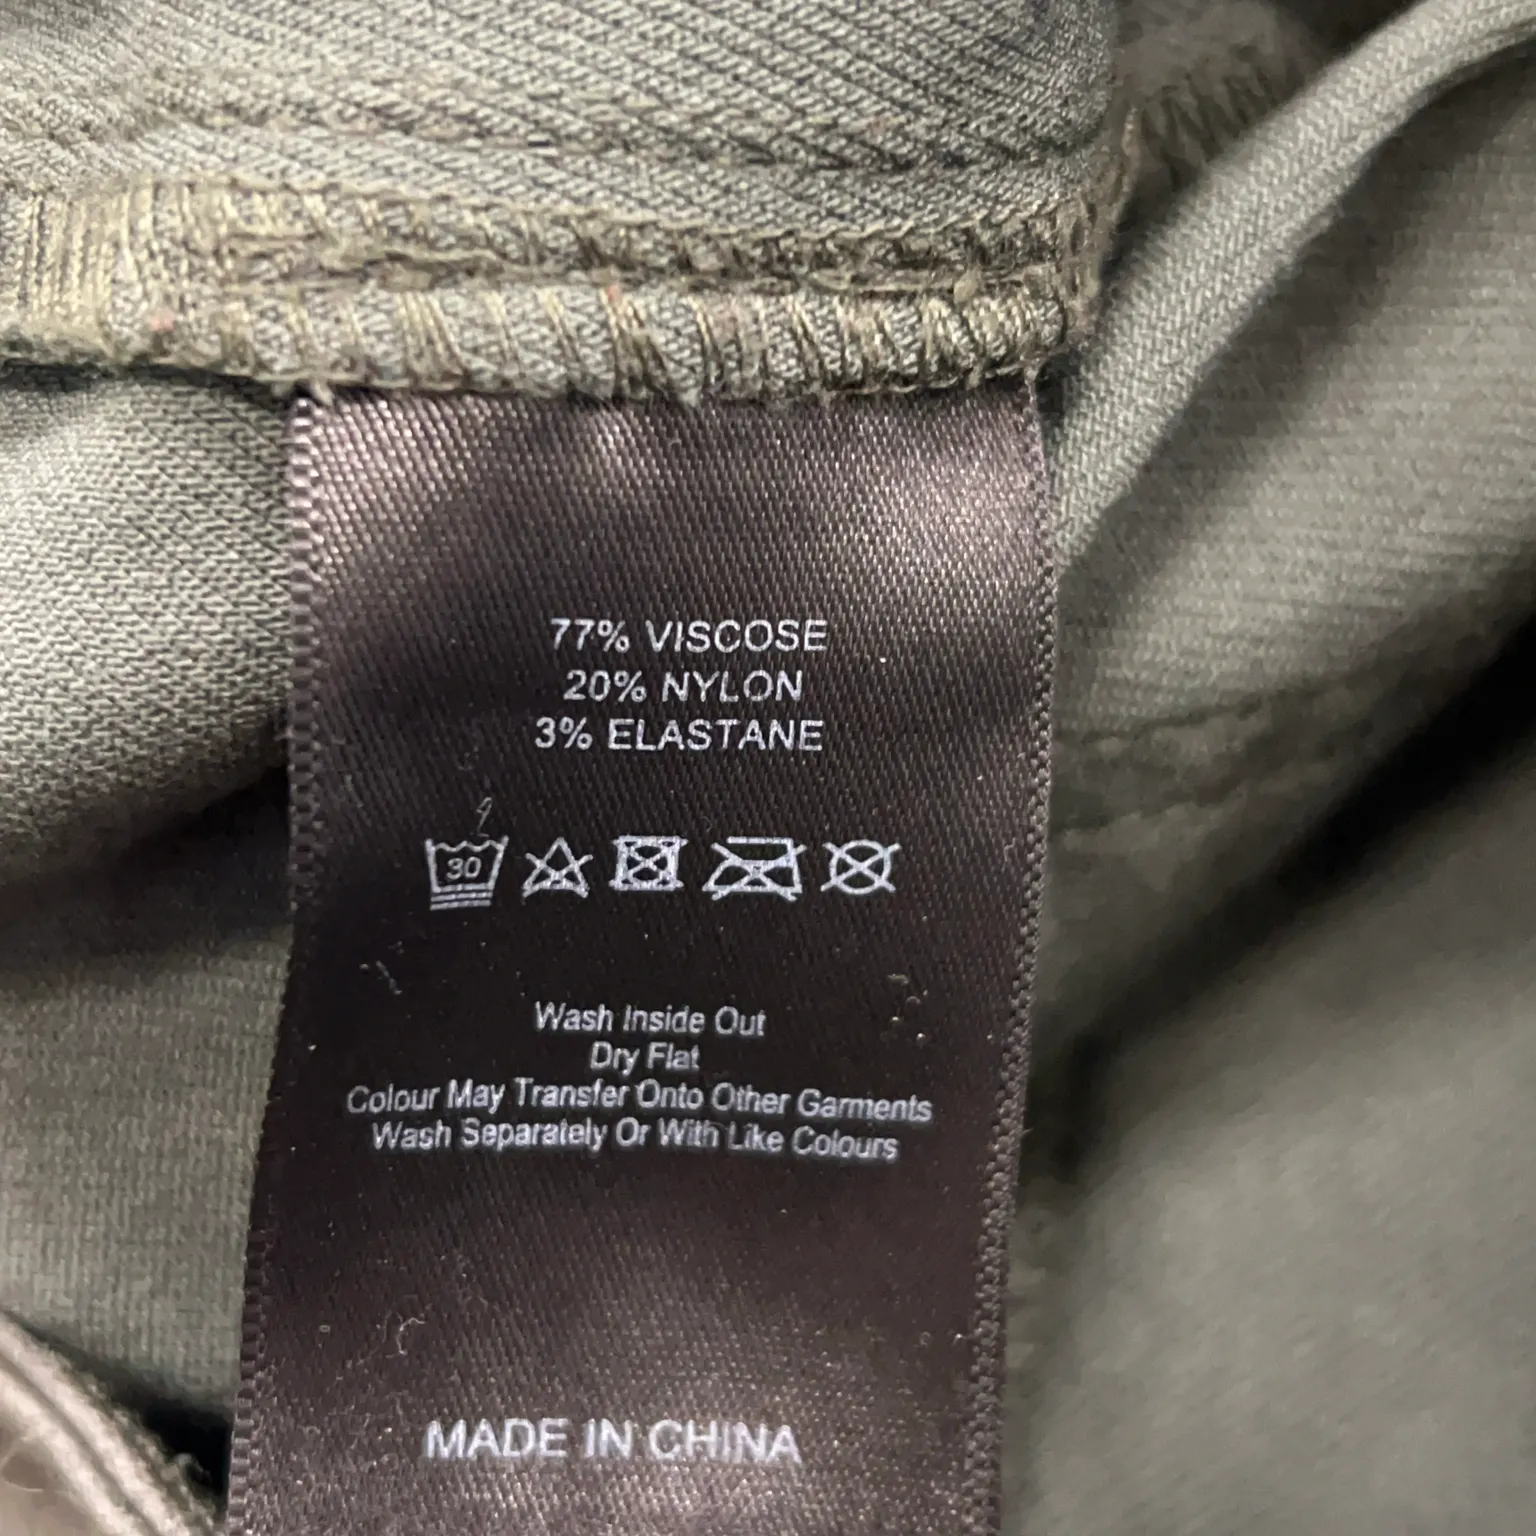 77% VISCOSE
20% NYLON
3% ELASTANE
30
Wash Inside Out
Dry Flat
Colour May Transfer Onto Other Garments
Wash Separately Or With Like Colours
MADE IN CHINA